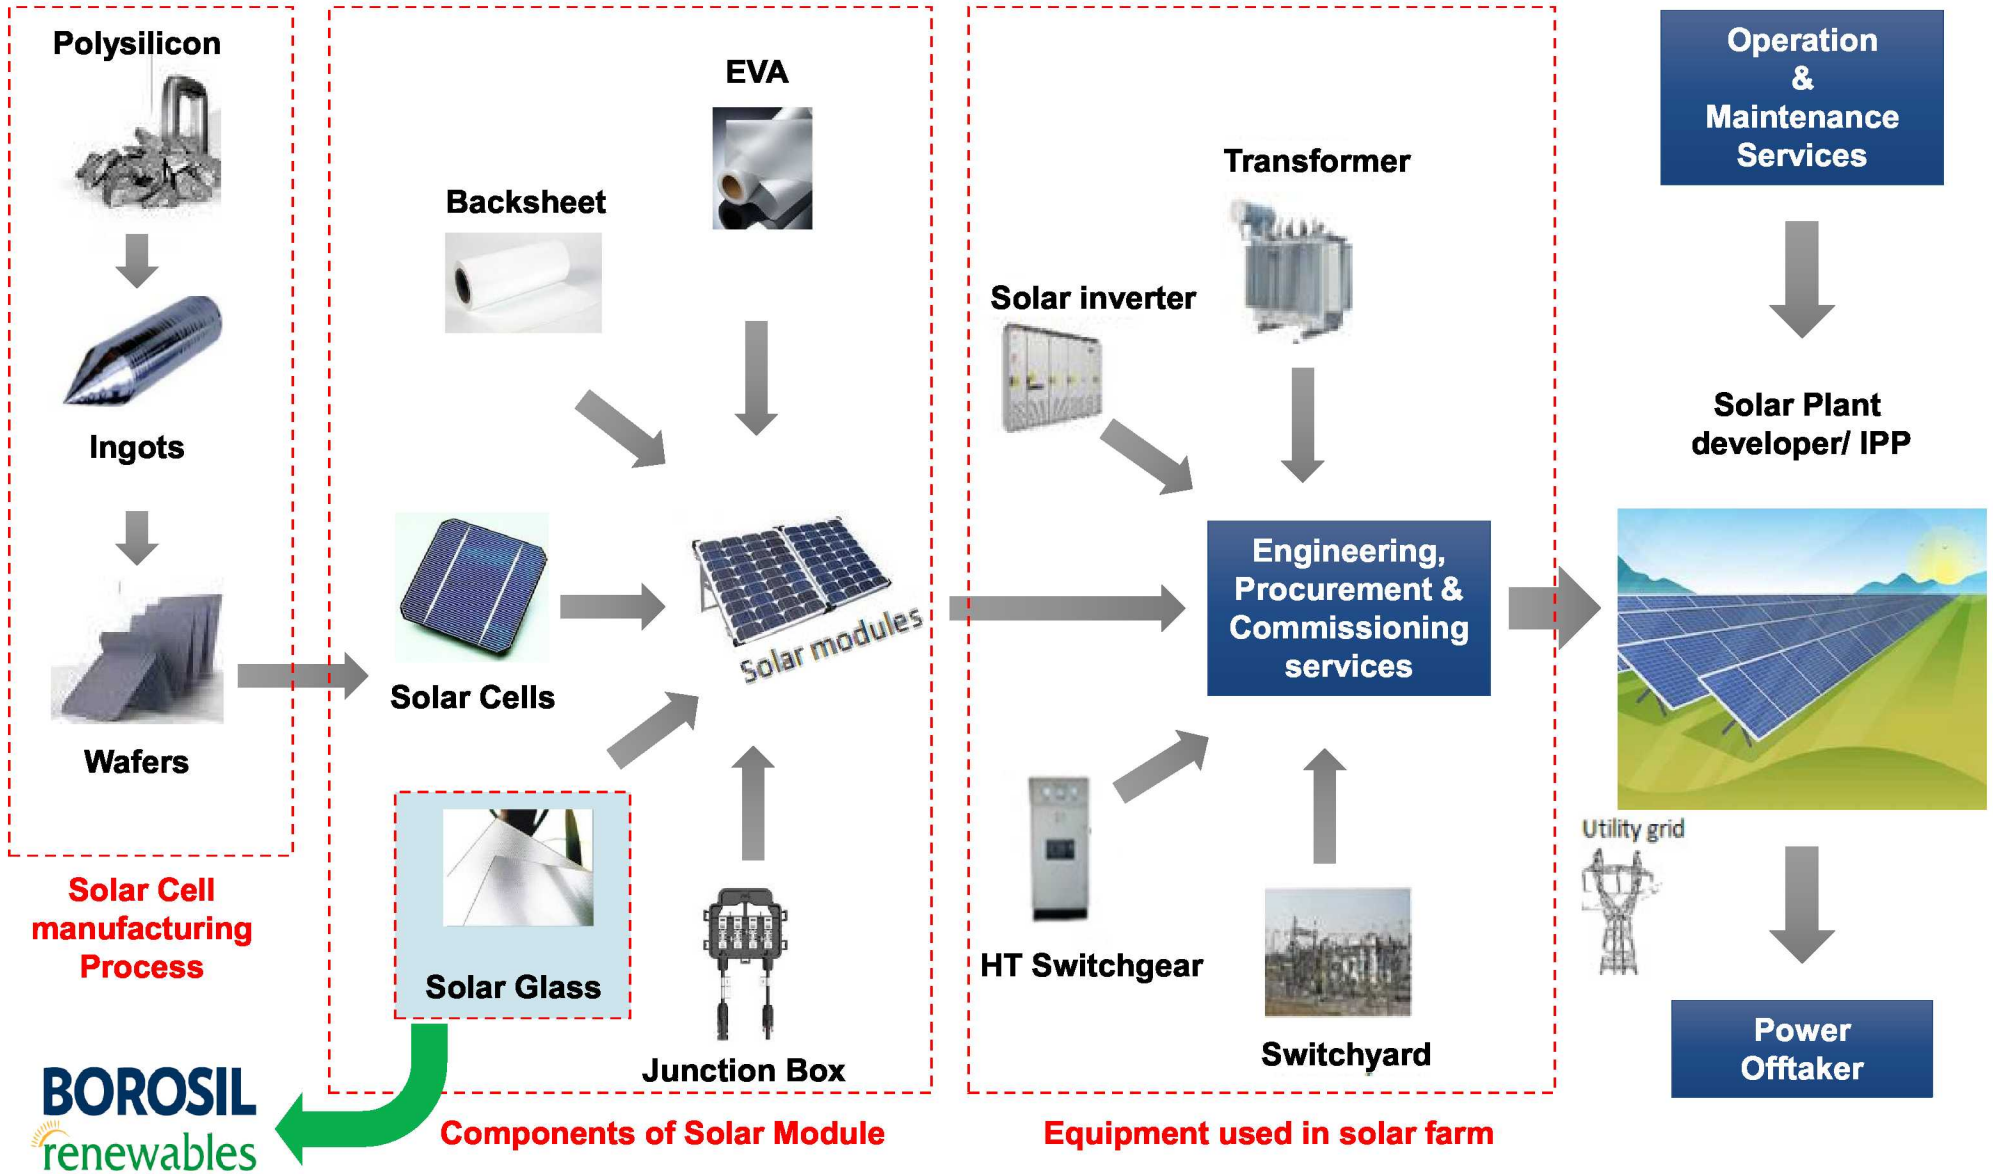 Polysilicon
Ingots
Wafers
Solar Cell
manufacturing
Process
BOROSIL
renewables
EVA
Backsheet
Solar Cells
Solar modules
Solar Glass
Junction Box
Components of Solar Module
Transformer
Solar inverter
Engineering,
Procurement &
Commissioning
services
HT Switchgear
Switchyard
Equipment used in solar farm
Operation
&
Maintenance
Services
Solar Plant
developer/ IPP
Utility grid
Power
Offtaker